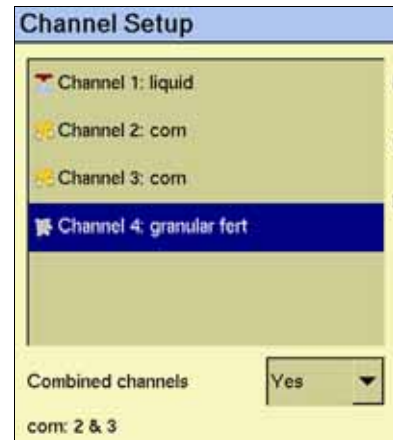 Channel Setup
Channel 1: liquid
Channel 2: corn
Channel 3: corn
Channel 4: granular fert
Combined channels
Yes
corn: 2 & 3